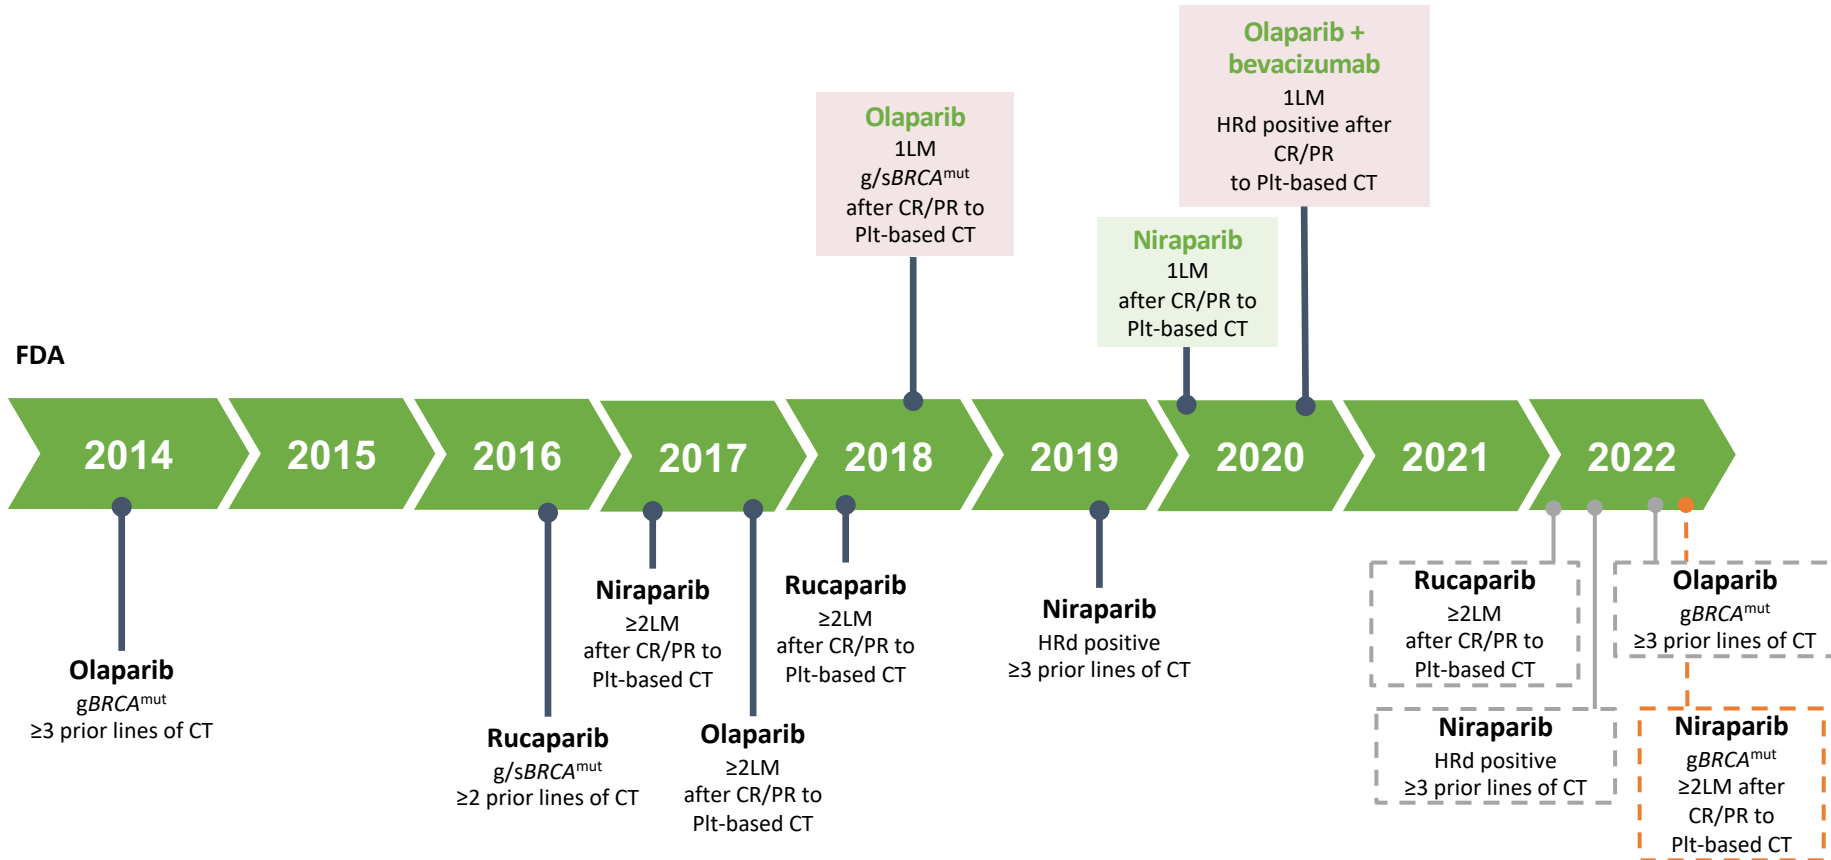 Olaparib +
bevacizumab
1LM
HRd positive after
CR/PR
to Plt-based CT
Olaparib
1LM
g/sBRCAmut
after CR/PR to
Plt-based CT
Niraparib
1LM
after CR/PR to
Plt-based CT
FDA
2014
2015
2016
2017
2018
2019
2020
2021
2022
Olaparib
gBRCAmut
≥3 prior lines of CT
Rucaparib
g/sBRCAmut
≥2 prior lines of CT
Niraparib
≥2LM
after CR/PR to
Plt-based CT
Olaparib
≥2LM
after CR/PR to
Plt-based CT
Rucaparib
≥2LM
after CR/PR to
Plt-based CT
Niraparib
HRd positive
≥3 prior lines of CT
Rucaparib
≥2LM
after CR/PR to
Plt-based CT
Niraparib
HRd positive
≥3 prior lines of CT
Olaparib
gBRCAmut
≥3 prior lines of CT
Niraparib
gBRCAmut
≥2LM after
CR/PR to
Plt-based CT